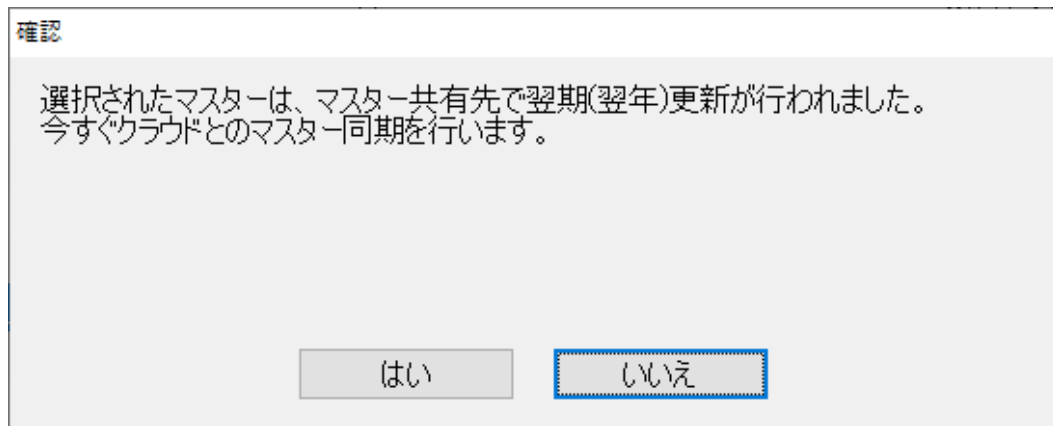 確認
選択されたマスターは、マスター共有先で翌期(翌年)更新が行われました。
今すぐクラウドとのマスター同期を行います。
はい
いいえ